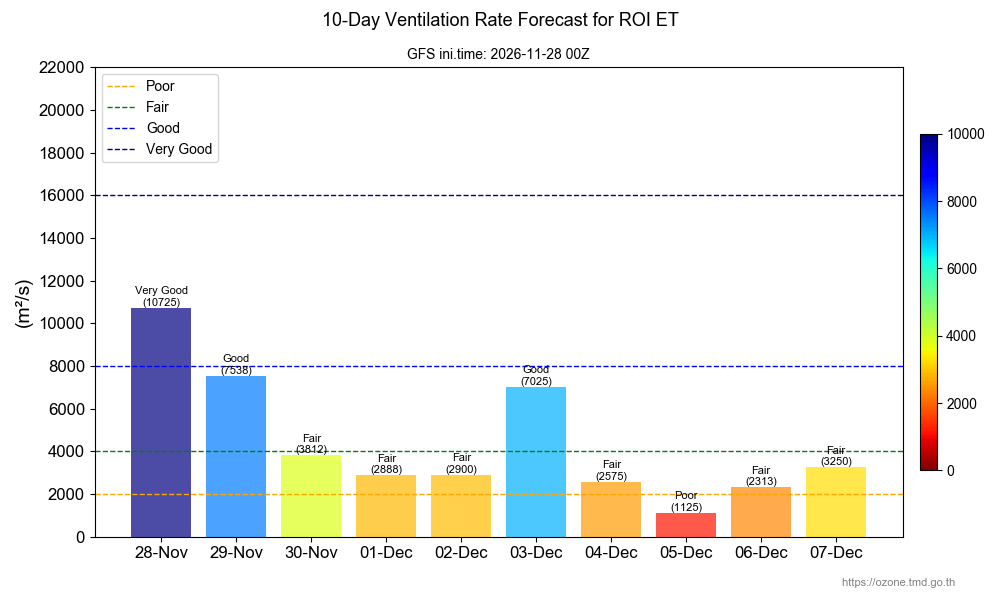 10-Day Ventilation Rate Forecast for ROI ET
GFS ini.time: 2026-11-28 00Z
(m²/s)
22000
20000
18000
16000
14000
12000
10000
8000
6000
4000
2000
0
Poor
Fair
Good
Very Good
Very Good
(10725)
Good
(7538)
Fair
(3812)
Fair
(2888)
Fair
(2900)
Good
(7025)
Fair
(2575)
Poor
(1125)
Fair
(2313)
Fair
(3250)
28-Nov 29-Nov 30-Nov 01-Dec 02-Dec 03-Dec 04-Dec 05-Dec 06-Dec 07-Dec
10000
8000
6000
4000
2000
0
https://ozone.tmd.go.th